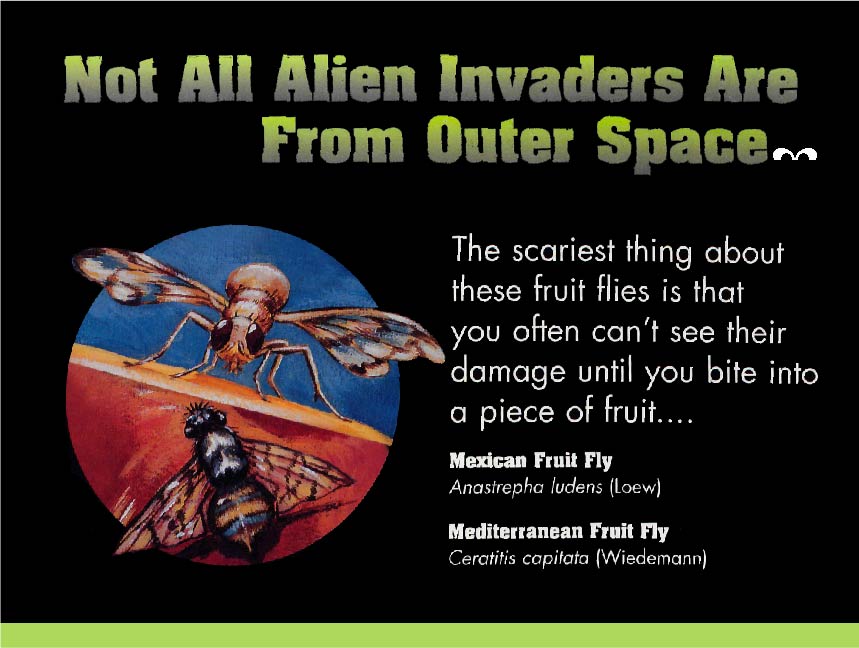 Not All Alien Invaders Are
From Outer Space...
The scariest thing about
these fruit flies is that
you often can't see their
damage until you bite into
a piece of fruit....
Mexican Fruit Fly
Anastrepha ludens (Loew)
Mediterranean Fruit Fly
Ceratitis capitata (Wiedemann)